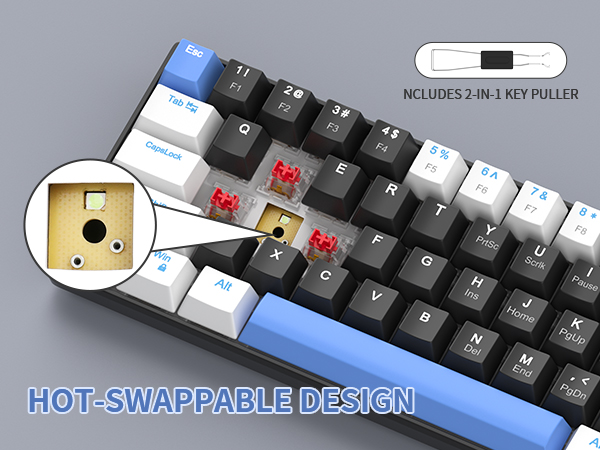 NCLUDES 2-IN-1 KEY PULLER
Esc
1!
F1
2@
F2
3#
F3
4$
F4
5%
F5
6^
F6
7&
F7
8*
F8
Tab
Q
E
R
T
Y
PrtSc
U
Scrlk
I
Pause
CapsLock
F
G
H
Ins
J
Home
K
PgUp
X
C
V
B
N
Del
M
End
, <
PgDn
Win
Alt
HOT-SWAPPABLE DESIGN